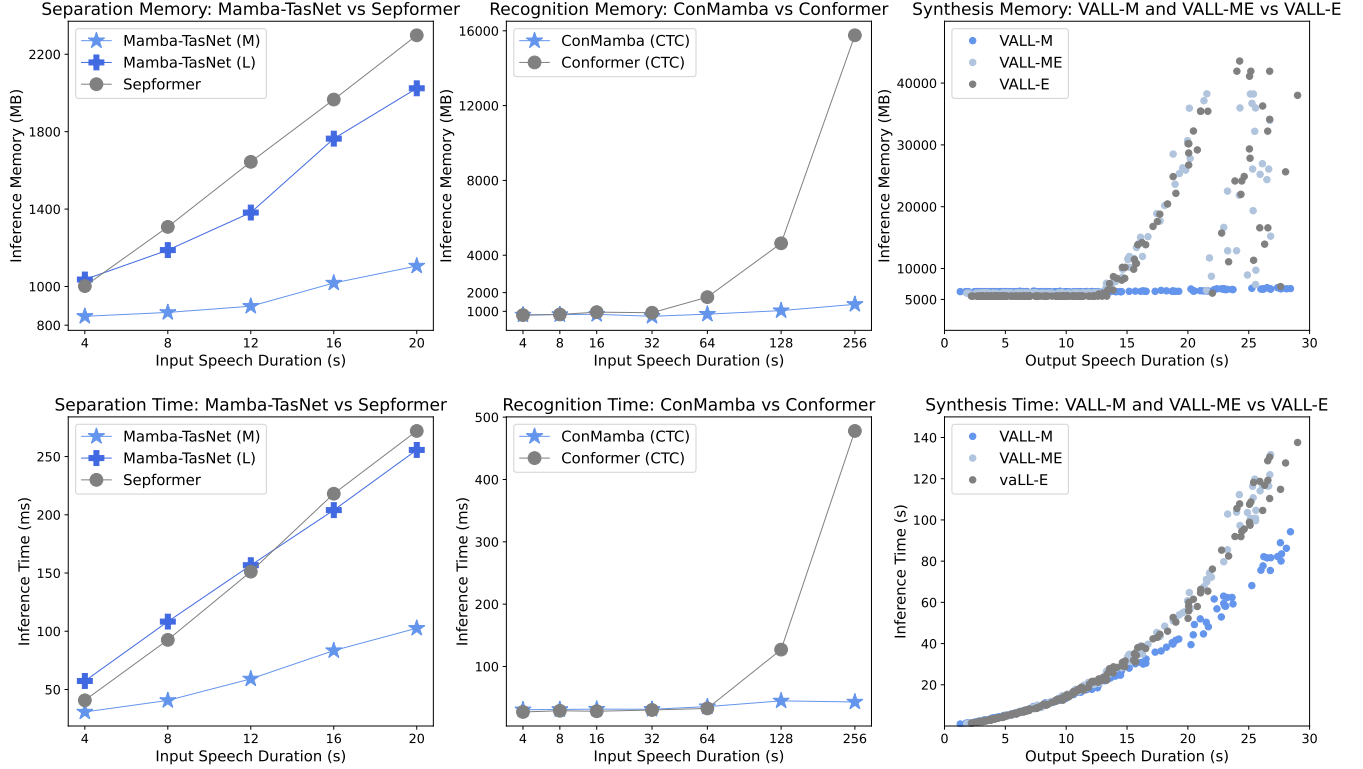 Separation Memory: Mamba-TasNet vs Sepformer
Mamba-TasNet (M)
Mamba-TasNet (L)
Sepformer
Inference Memory (MB)
2200
1800
1400
1000
800
4 8 12 16 20
Input Speech Duration (s)
Recognition Memory: ConMamba vs Conformer
ConMamba (CTC)
Conformer (CTC)
Inference Memory (MB)
16000
12000
8000
4000
2000
1000
4 8 16 32 64 128 256
Input Speech Duration (s)
Synthesis Memory: VALL-M and VALL-ME vs VALL-E
VALL-M
VALL-ME
VALL-E
Inference Memory (MB)
40000
30000
20000
10000
5000
0 5 10 15 20 25 30
Output Speech Duration (s)
Separation Time: Mamba-TasNet vs Sepformer
Mamba-TasNet (M)
Mamba-TasNet (L)
Sepformer
Inference Time (ms)
250
200
150
100
50
4 8 12 16 20
Input Speech Duration (s)
Recognition Time: ConMamba vs Conformer
ConMamba (CTC)
Conformer (CTC)
Inference Time (ms)
500
400
300
200
100
4 8 16 32 64 128 256
Input Speech Duration (s)
Synthesis Time: VALL-M and VALL-ME vs VALL-E
VALL-M
VALL-ME
vaLL-E
Inference Time (s)
140
120
100
80
60
40
20
0 5 10 15 20 25 30
Output Speech Duration (s)